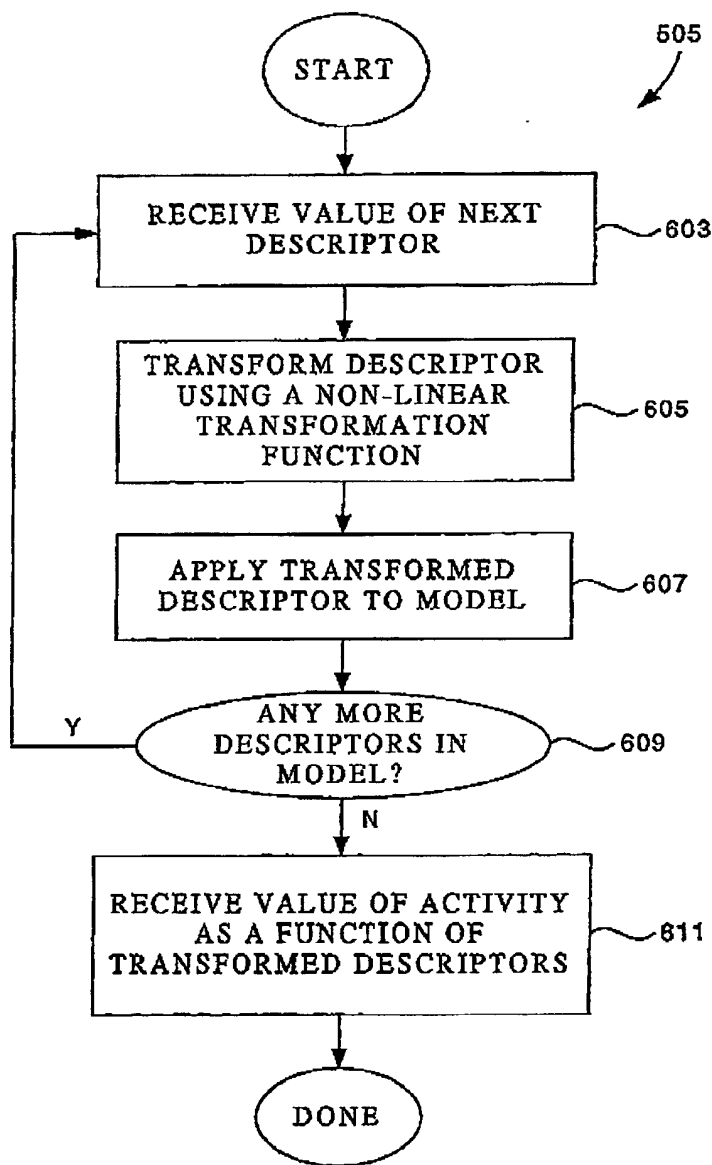 505
START
RECEIVE VALUE OF NEXT
DESCRIPTOR
603
TRANSFORM DESCRIPTOR
USING A NON-LINEAR
TRANSFORMATION
FUNCTION
605
APPLY TRANSFORMED
DESCRIPTOR TO MODEL
607
Y
ANY MORE
DESCRIPTORS IN
MODEL?
609
N
RECEIVE VALUE OF ACTIVITY
AS A FUNCTION OF
TRANSFORMED DESCRIPTORS
611
DONE